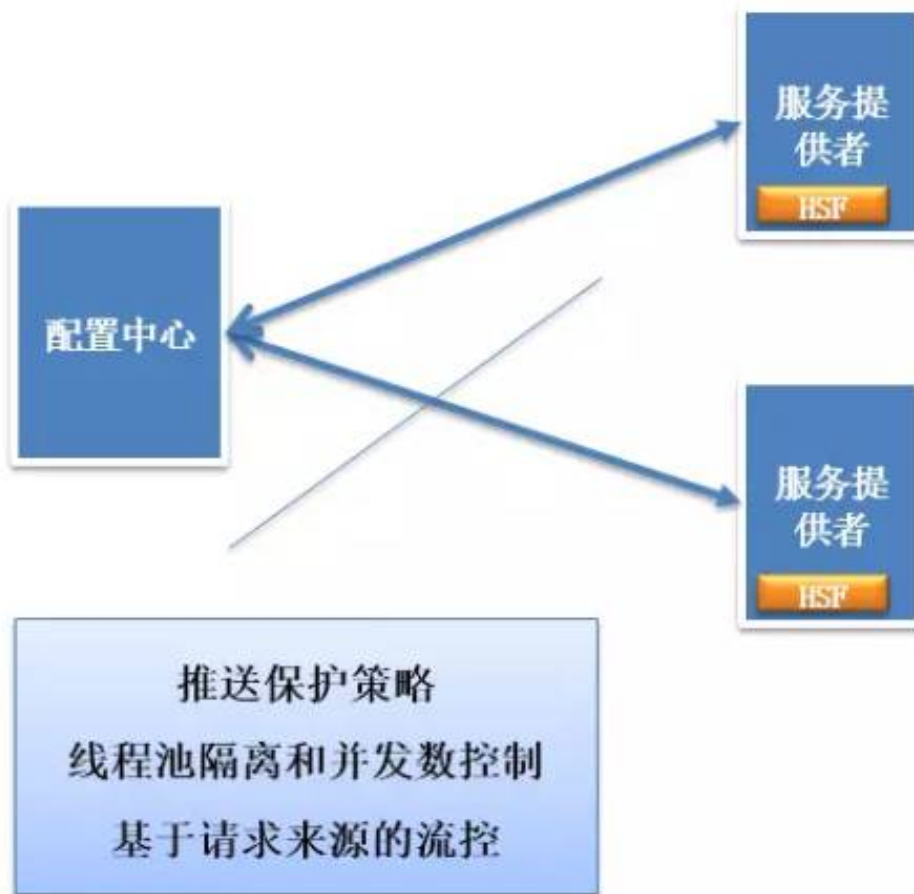 服务提
供者
HSF
配置中心
服务提
供者
HSF
推送保护策略
线程池隔离和并发数控制
基于请求来源的流控